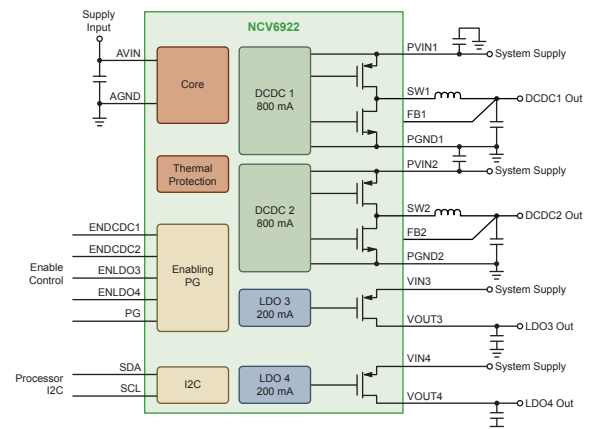 Supply
Input
NCV6922
AVIN
AGND
Core
DCDC 1
800 mA
PVIN1
System Supply
SW1
DCDC1 Out
FB1
PGND1
Thermal
Protection
DCDC 2
800 mA
PVIN2
System Supply
SW2
DCDC2 Out
FB2
PGND2
Enable
Control
ENDCDC1
ENDCDC2
ENLDO3
ENLDO4
PG
Enabling
PG
LDO 3
200 mA
VIN3
System Supply
VOUT3
LDO3 Out
Processor
I2C
SDA
SCL
I2C
LDO 4
200 mA
VIN4
System Supply
VOUT4
LDO4 Out